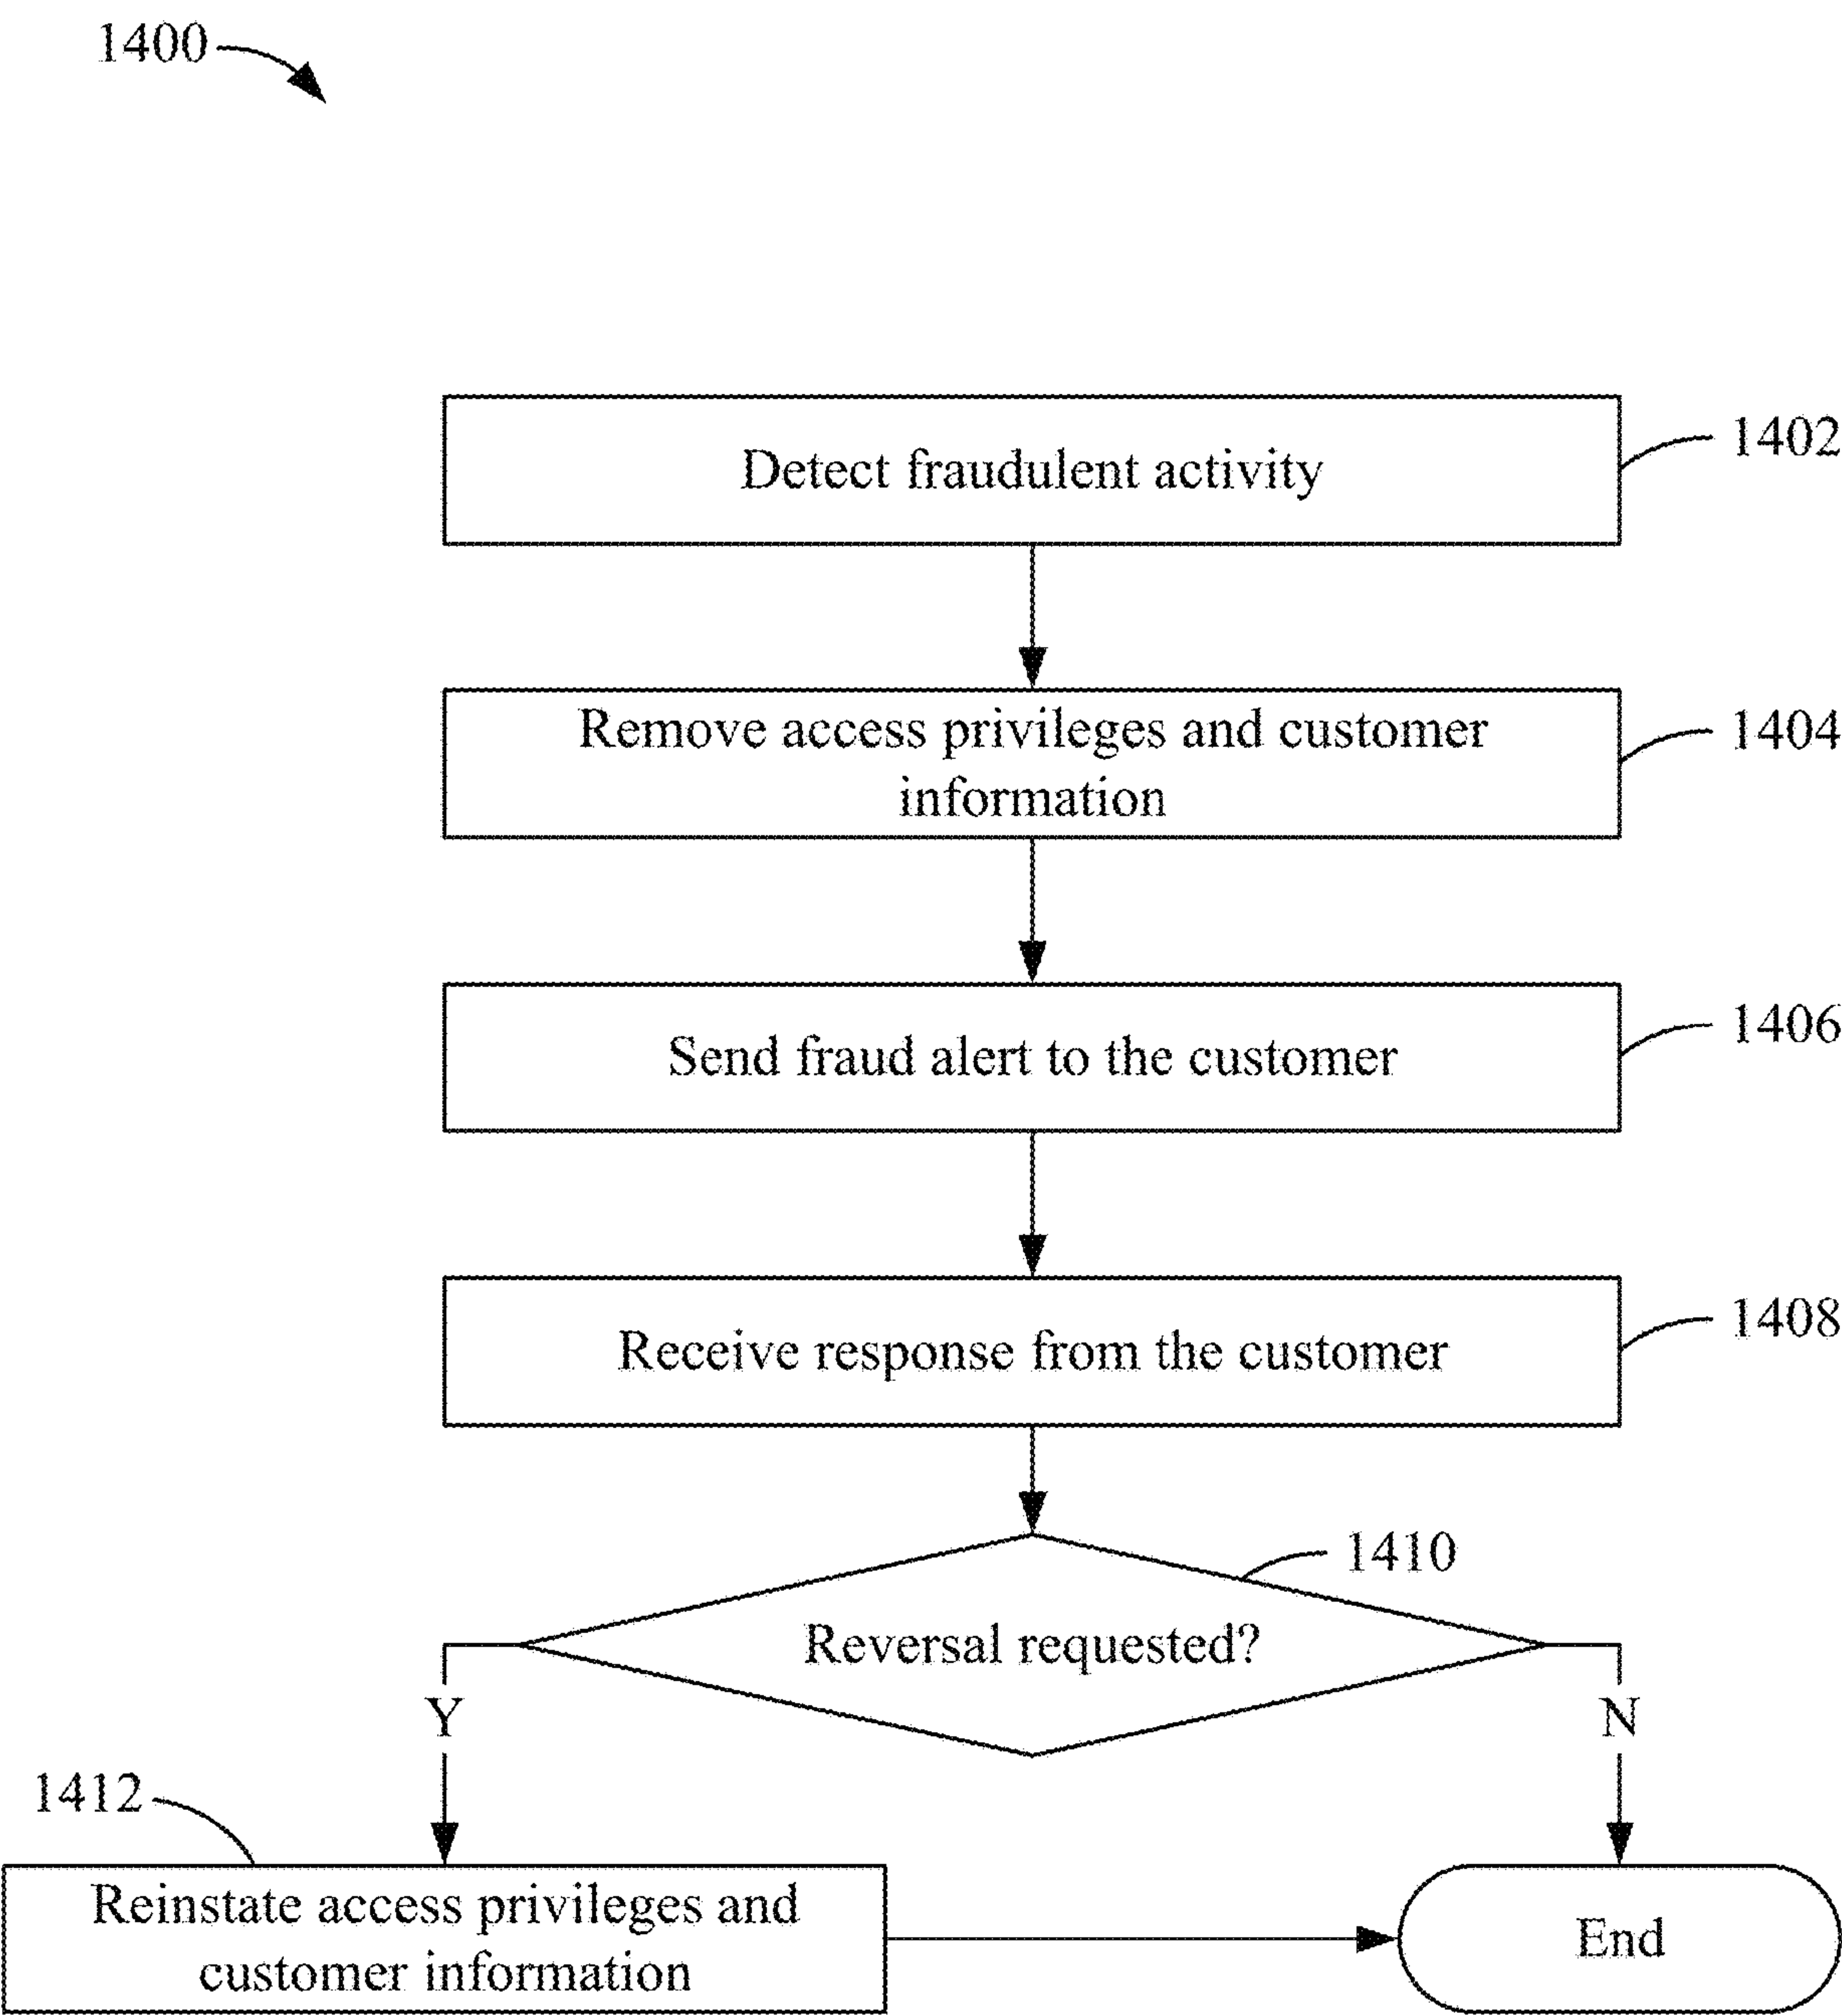 1400
Detect fraudulent activity
1402
Remove access privileges and customer
information
1404
Send fraud alert to the customer
1406
Receive response from the customer
1408
1410
Reversal requested?
Y
N
1412
Reinstate access privileges and
customer information
End